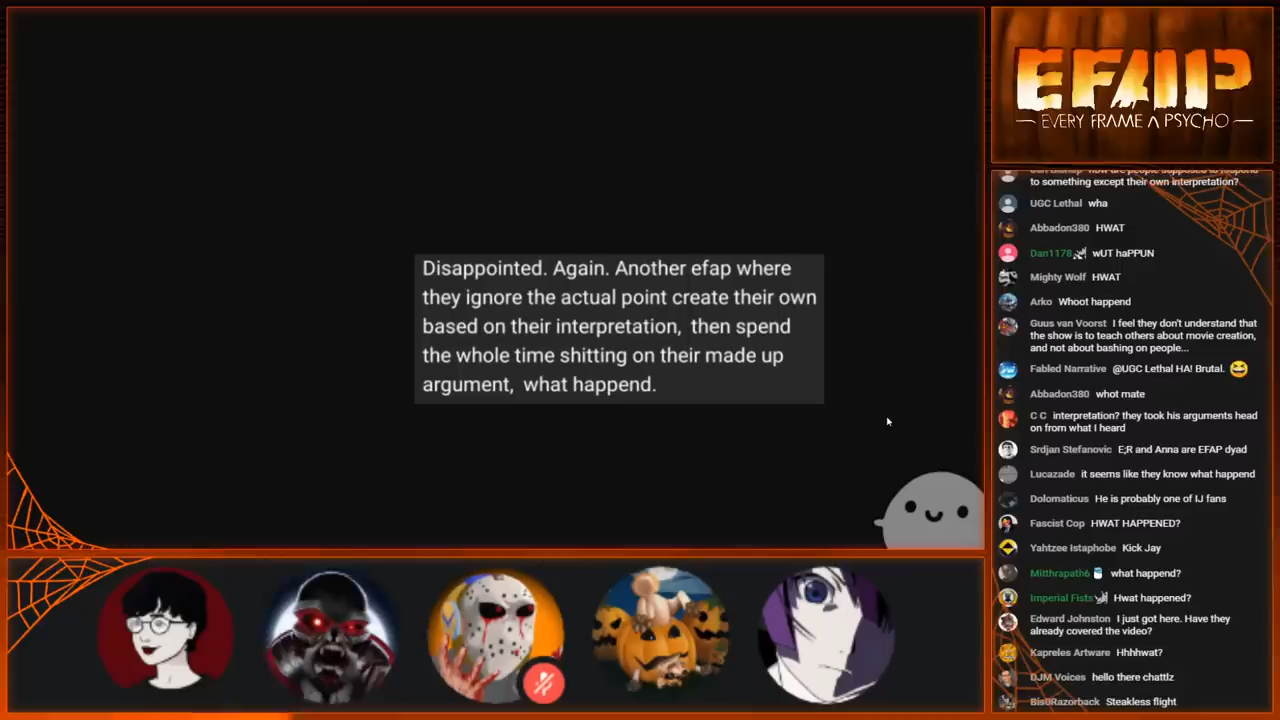 Disappointed. Again. Another efap where
they ignore the actual point create their own
based on their interpretation,  then spend
the whole time shitting on their made up
argument,  what happend.
EFAP
EVERY FRAME A PSYCHO
to something except their own interpretation?
UGC Lethal wha
Abbadon380 HWAT
Dan1178 wUT haPPUN
Mighty Wolf HWAT
Arko Whoot happend
Guus van Voorst I feel they don't understand that
the show is to teach others about movie creation,
and not about bashing on people...
Fabled Narrative @UGC Lethal HA! Brutal.
Abbadon380 whot mate
C C interpretation? they took his arguments head
on from what I heard
Srdjan Stefanovic E;R and Anna are EFAP dyad
Lucazade it seems like they know what happend
Dolomaticus He is probably one of IJ fans
Fascist Cop HWAT HAPPENED?
Yahtzee Istaphobe Kick Jay
Mitthrapath6 what happend?
Imperial Fists Hwat happened?
Edward Johnston I just got here. Have they
already covered the video?
Kapreles Artware Hhhhwat?
DJM Voices hello there chattlz
Bis0Razorback Steakless flight